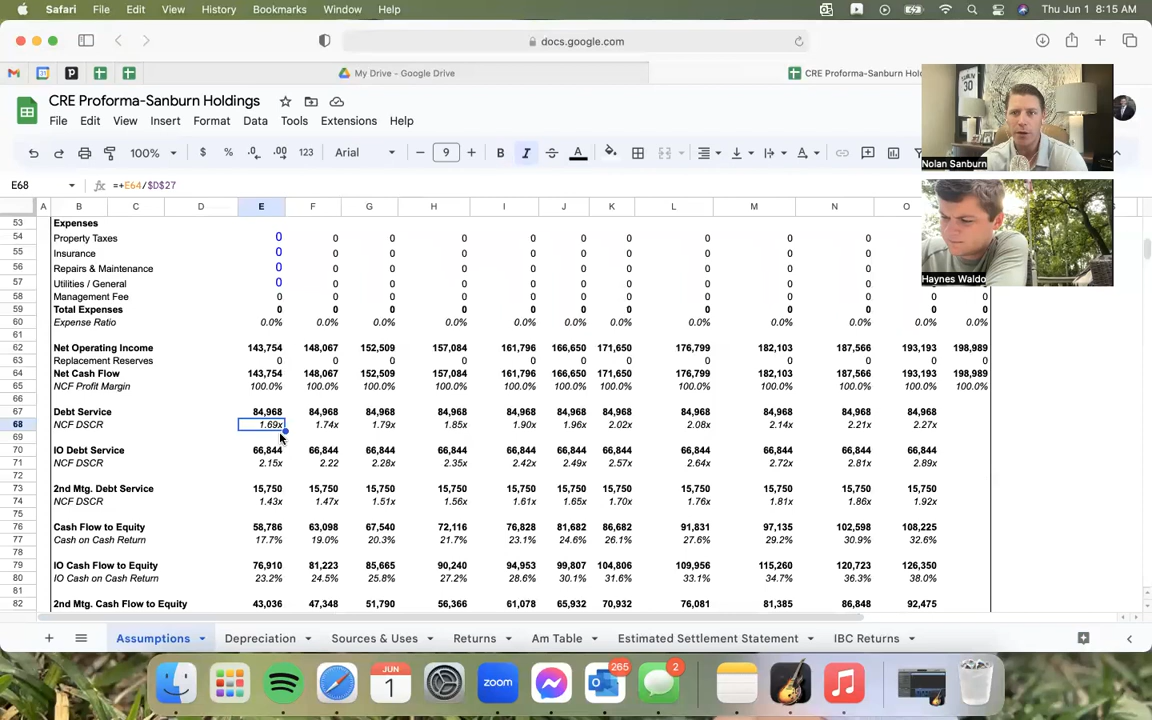 Safari File Edit View History Bookmarks Window Help Thu Jun 1 8:15 AM
docs.google.com
My Drive - Google Drive CRE Proforma-Sanburn Hol
CRE Proforma-Sanburn Holdings
File Edit View Insert Format Data Tools Extensions Help
100% $ % .0 .00 123 Arial 9 B I A
Nolan Sanburn
E68 =+E64/$D$27
A B C D E F G H I J K L M N O
53 Expenses
54 Property Taxes 0 0 0 0 0 0 0 0 0 0
55 Insurance 0 0 0 0 0 0 0 0 0 0
56 Repairs & Maintenance 0 0 0 0 0 0 0 0 0 0
57 Utilities / General 0 0 0 0 0 0 0 0 0 0
Haynes Waldo
58 Management Fee 0 0 0 0 0 0 0 0 0 0 0 0
59 Total Expenses 0 0 0 0 0 0 0 0 0 0 0 0
60 Expense Ratio 0.0% 0.0% 0.0% 0.0% 0.0% 0.0% 0.0% 0.0% 0.0% 0.0% 0.0% 0.0%
61
62 Net Operating Income 143,754 148,067 152,509 157,084 161,796 166,650 171,650 176,799 182,103 187,566 193,193 198,989
63 Replacement Reserves 0 0 0 0 0 0 0 0 0 0 0 0
64 Net Cash Flow 143,754 148,067 152,509 157,084 161,796 166,650 171,650 176,799 182,103 187,566 193,193 198,989
65 NCF Profit Margin 100.0% 100.0% 100.0% 100.0% 100.0% 100.0% 100.0% 100.0% 100.0% 100.0% 100.0% 100.0%
66
67 Debt Service 84,968 84,968 84,968 84,968 84,968 84,968 84,968 84,968 84,968 84,968 84,968
68 NCF DSCR 1.69x 1.74x 1.79x 1.85x 1.90x 1.96x 2.02x 2.08x 2.14x 2.21x 2.27x
69
70 IO Debt Service 66,844 66,844 66,844 66,844 66,844 66,844 66,844 66,844 66,844 66,844 66,844
71 NCF DSCR 2.15x 2.22 2.28x 2.35x 2.42x 2.49x 2.57x 2.64x 2.72x 2.81x 2.89x
72
73 2nd Mtg. Debt Service 15,750 15,750 15,750 15,750 15,750 15,750 15,750 15,750 15,750 15,750 15,750
74 NCF DSCR 1.43x 1.47x 1.51x 1.56x 1.61x 1.65x 1.70x 1.76x 1.81x 1.86x 1.92x
75
76 Cash Flow to Equity 58,786 63,098 67,540 72,116 76,828 81,682 86,682 91,831 97,135 102,598 108,225
77 Cash on Cash Return 17.7% 19.0% 20.3% 21.7% 23.1% 24.6% 26.1% 27.6% 29.2% 30.9% 32.6%
78
79 IO Cash Flow to Equity 76,910 81,223 85,665 90,240 94,953 99,807 104,806 109,956 115,260 120,723 126,350
80 IO Cash on Cash Return 23.2% 24.5% 25.8% 27.2% 28.6% 30.1% 31.6% 33.1% 34.7% 36.3% 38.0%
81
82 2nd Mtg. Cash Flow to Equity 43,036 47,348 51,790 56,366 61,078 65,932 70,932 76,081 81,385 86,848 92,475
Assumptions Depreciation Sources & Uses Returns Am Table Estimated Settlement Statement IBC Returns
JUN 1 zoom 265 2